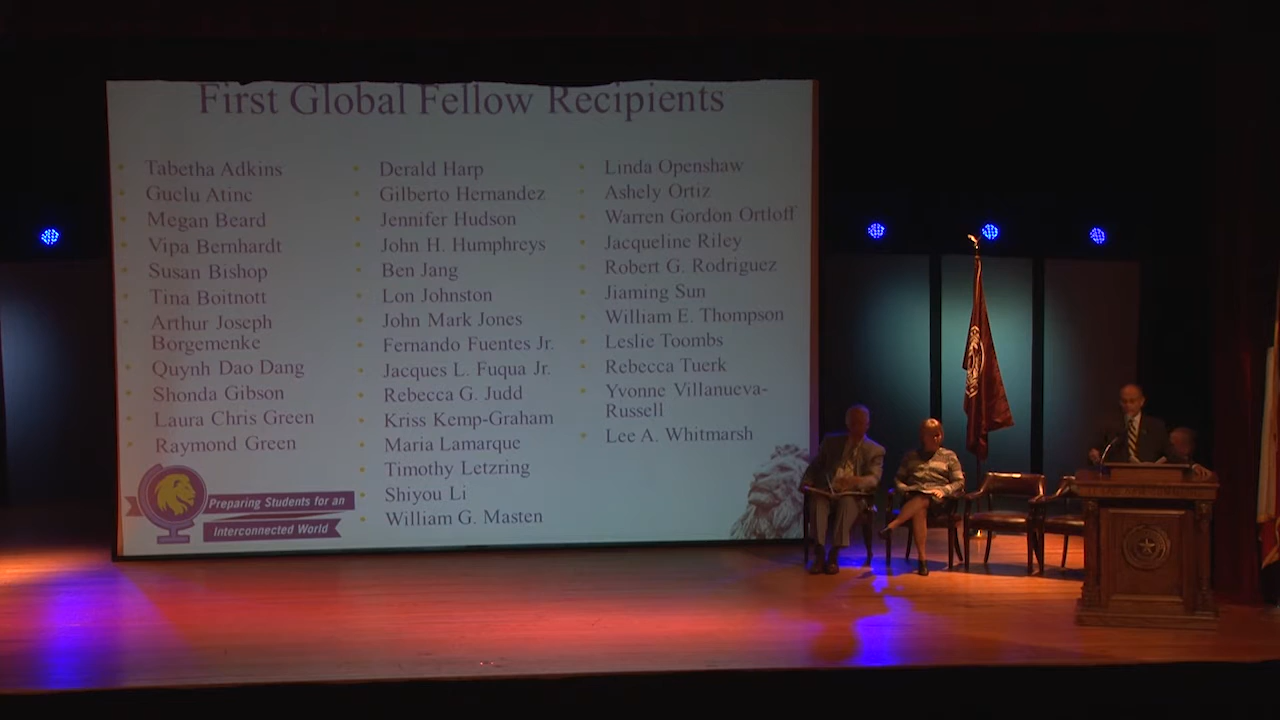 First Global Fellow Recipients
Tabetha Adkins
Guclu Atinc
Megan Beard
Vipa Bernhardt
Susan Bishop
Tina Boitnott
Arthur Joseph
Borgemenke
Quynh Dao Dang
Shonda Gibson
Laura Chris Green
Raymond Green
Derald Harp
Gilberto Hernandez
Jennifer Hudson
John H. Humphreys
Ben Jang
Lon Johnston
John Mark Jones
Fernando Fuentes Jr.
Jacques L. Fuqua Jr.
Rebecca G. Judd
Kriss Kemp-Graham
Maria Lamarque
Timothy Letzring
Shiyou Li
William G. Masten
Linda Openshaw
Ashely Ortiz
Warren Gordon Ortloff
Jacqueline Riley
Robert G. Rodriguez
Jiaming Sun
William E. Thompson
Leslie Toombs
Rebecca Tuerk
Yvonne Villanueva-
Russell
Lee A. Whitmarsh
Preparing Students for an
Interconnected World